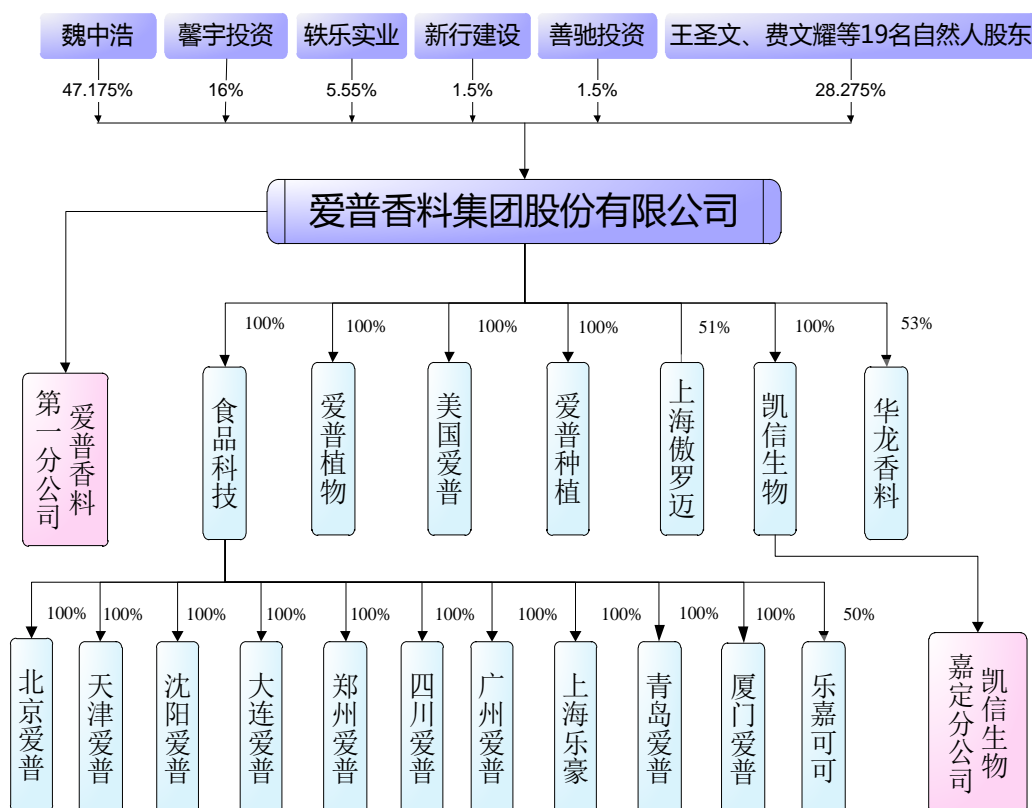 魏中浩
馨宇投资
轶乐实业
新行建设
善驰投资
王圣文、费文耀等19名自然人股东
47.175%
16%
5.55%
1.5%
1.5%
28.275%
爱普香料集团股份有限公司
100%
100%
100%
100%
51%
100%
53%
爱普香料
第一分公司
食品科技
爱普植物
美国爱普
爱普种植
上海傲罗迈
凯信生物
华龙香料
100%
100%
100%
100%
100%
100%
100%
100%
100%
100%
50%
北京爱普
天津爱普
沈阳爱普
大连爱普
郑州爱普
四川爱普
广州爱普
上海乐豪
青岛爱普
厦门爱普
乐嘉可可
凯信生物
嘉定分公司